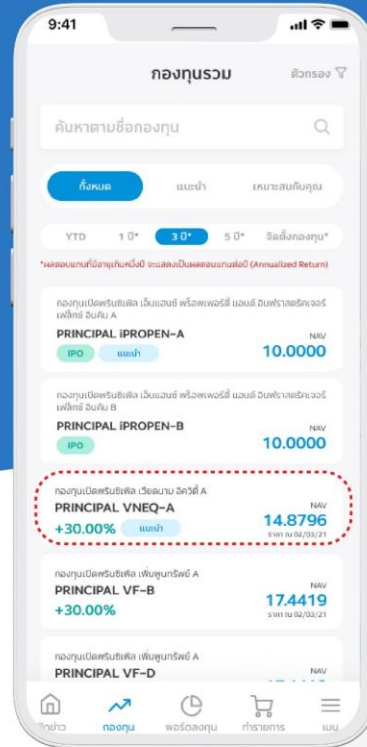 9:41
กองทุนรวม
ตัวกรอง
ค้นหาตามชื่อกองทุน
ทั้งหมด แนะนำ เหมาะสมกับคุณ
YTD 1 ปี* 3 ปี* 5 ปี* จัดตั้งกองทุน*
*ผลตอบแทนที่มีอายุเกินหนึ่งปี จะแสดงเป็นผลตอบแทนต่อปี (Annualized Return)
กองทุนเปิดพรินซิเพิล เอ็นแฮนซ์ พร็อพเพอร์ตี้ แอนด์ อินฟราสตรัคเจอร์
เฟล็กซ์ อินคัม A
PRINCIPAL iPROPEN-A
NAV
IPO แนะนำ
10.0000
กองทุนเปิดพรินซิเพิล เอ็นแฮนซ์ พร็อพเพอร์ตี้ แอนด์ อินฟราสตรัคเจอร์
เฟล็กซ์ อินคัม B
PRINCIPAL iPROPEN-B
NAV
IPO
10.0000
กองทุนเปิดพรินซิเพิล เวียดนาม อิควิตี้ A
PRINCIPAL VNEQ-A
NAV
+30.00% แนะนำ
14.8796
ราคา ณ 02/03/21
กองทุนเปิดพรินซิเพิล เพิ่มพูนทรัพย์ A
PRINCIPAL VF-B
NAV
+30.00%
17.4419
ราคา ณ 02/03/21
กองทุนเปิดพรินซิเพิล เพิ่มพูนทรัพย์ A
PRINCIPAL VF-D
NAV
กองทุน พอร์ตลงทุน ทำรายการ เมนู